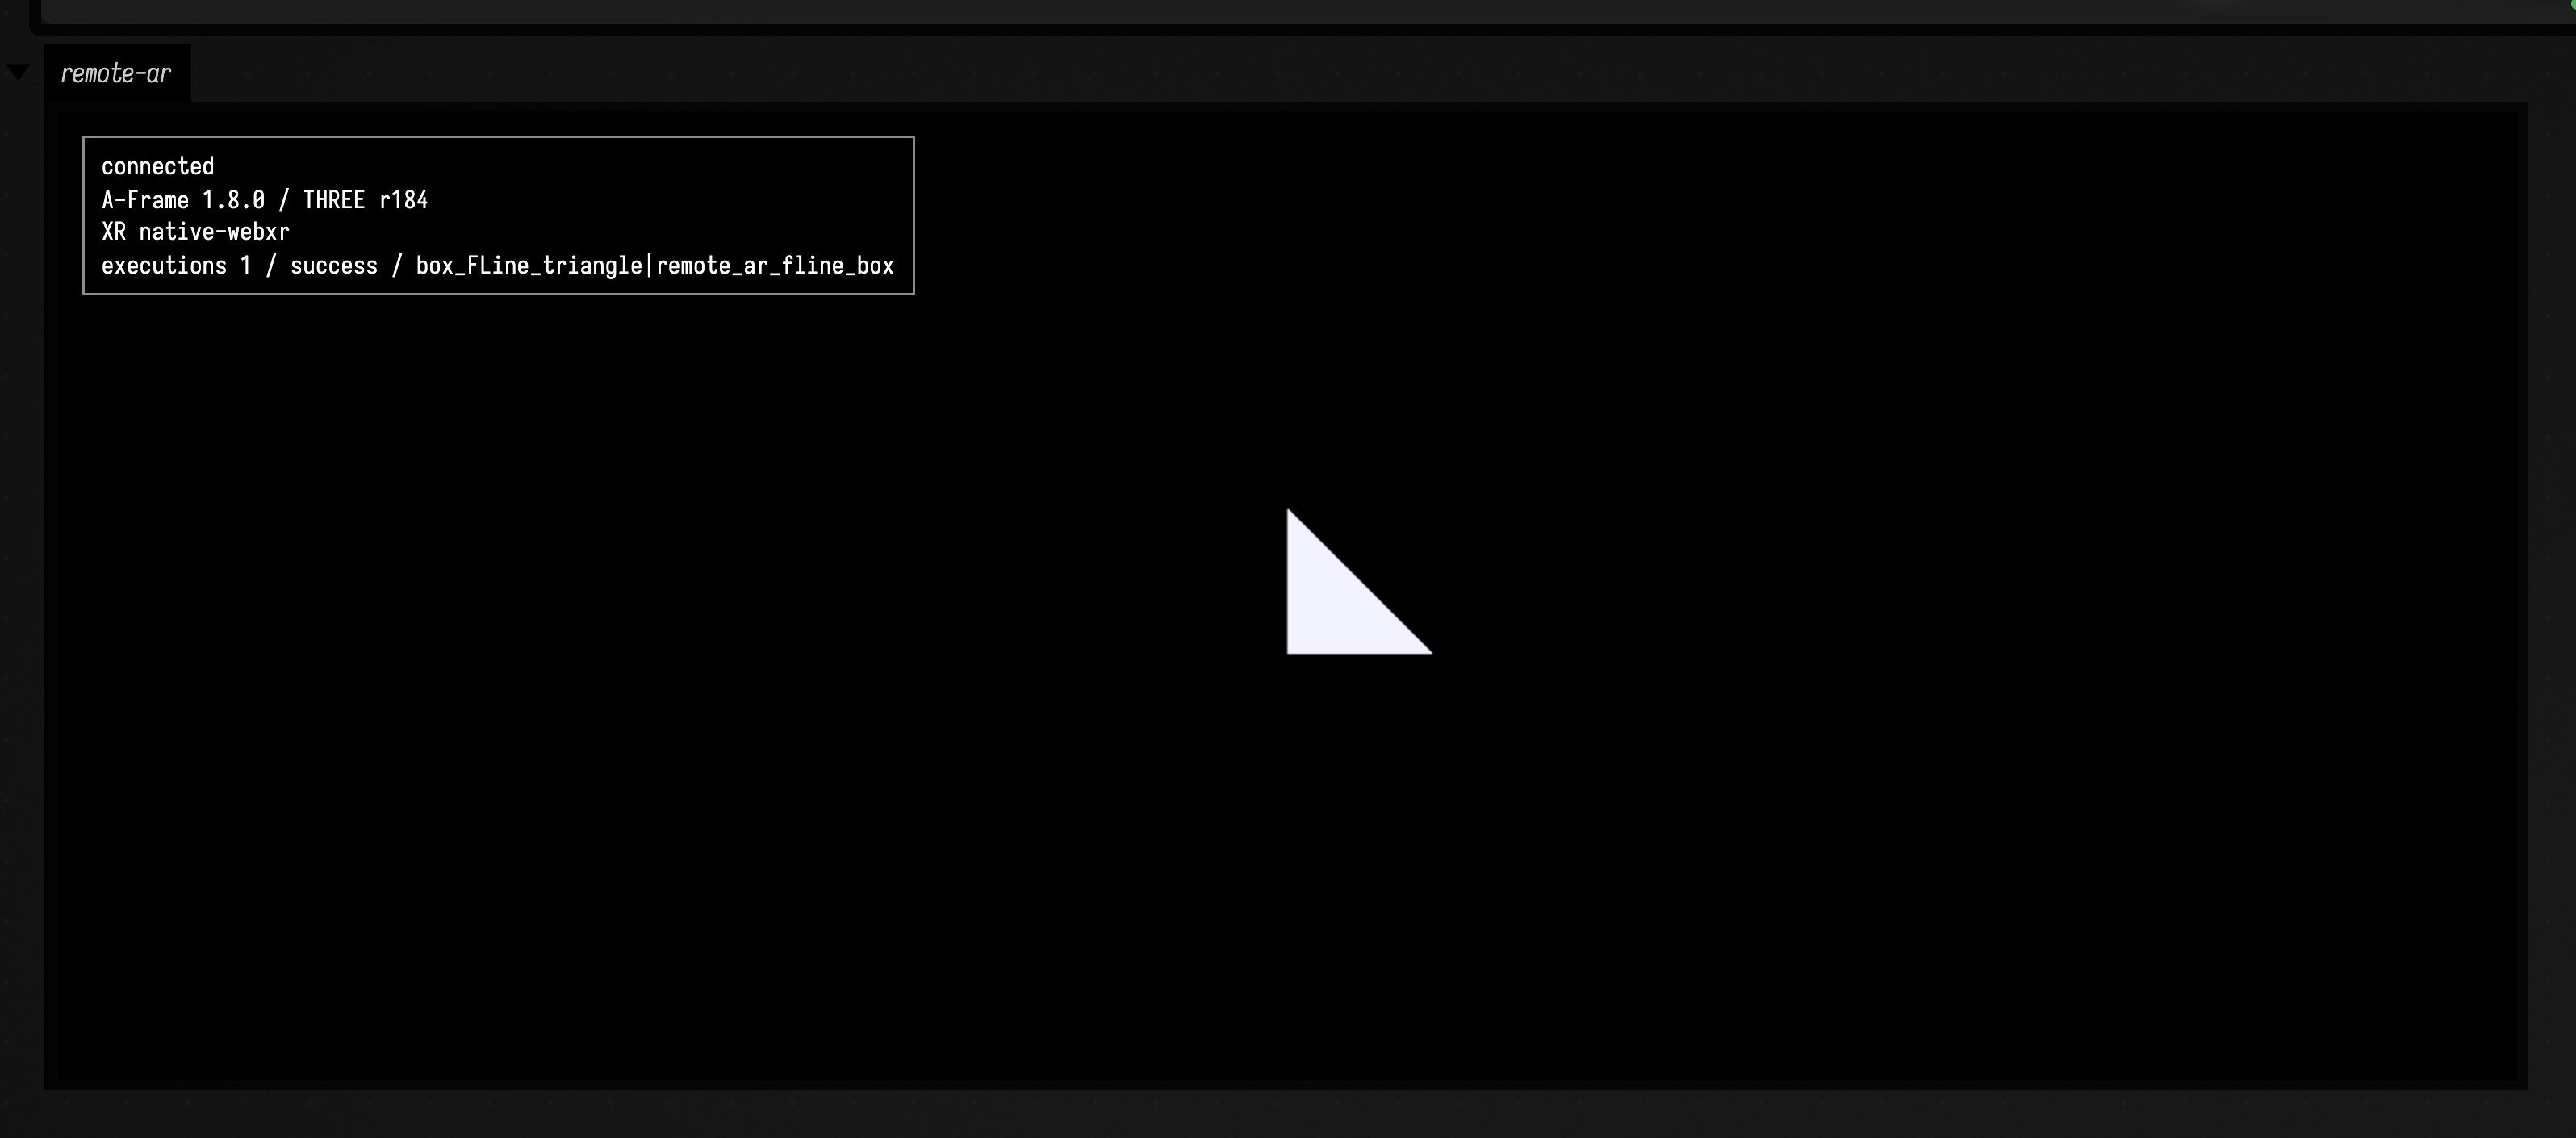 remote-ar
connected
A-Frame 1.8.0 / THREE r184
XR native-webxr
executions 1 / success / box_FLine_triangle|remote_ar_fline_box